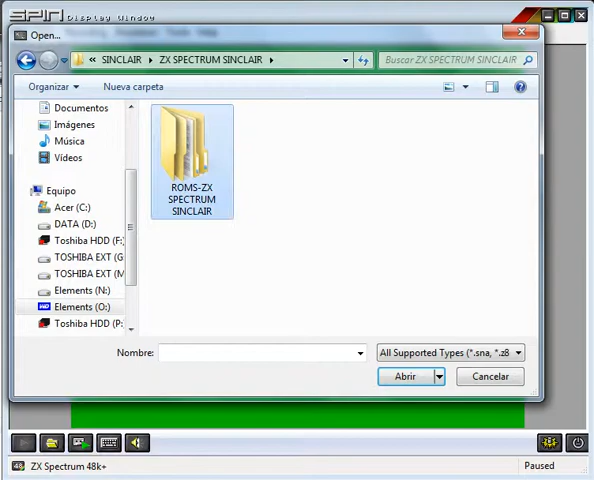 SPIN Display Window
Open...
« SINCLAIR ▸ ZX SPECTRUM SINCLAIR ▸
Buscar ZX SPECTRUM SINCLAIR
Organizar
Nueva carpeta
Documentos
Imágenes
Música
Vídeos
Equipo
Acer (C:)
DATA (D:)
Toshiba HDD (F:
TOSHIBA EXT (G
TOSHIBA EXT (M
Elements (N:)
Elements (O:)
Toshiba HDD (P:
ROMS-ZX
SPECTRUM
SINCLAIR
Nombre:
All Supported Types (*.sna, *.z8
Abrir
Cancelar
48
ZX Spectrum 48k+
Paused